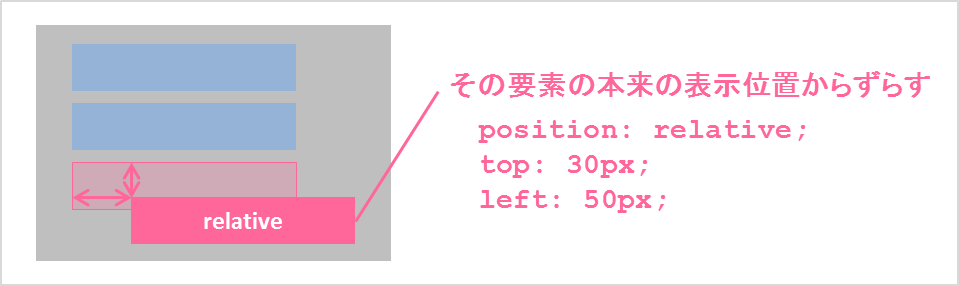 その要素の本来の表示位置からずらす
position: relative;
top: 30px;
left: 50px;
relative